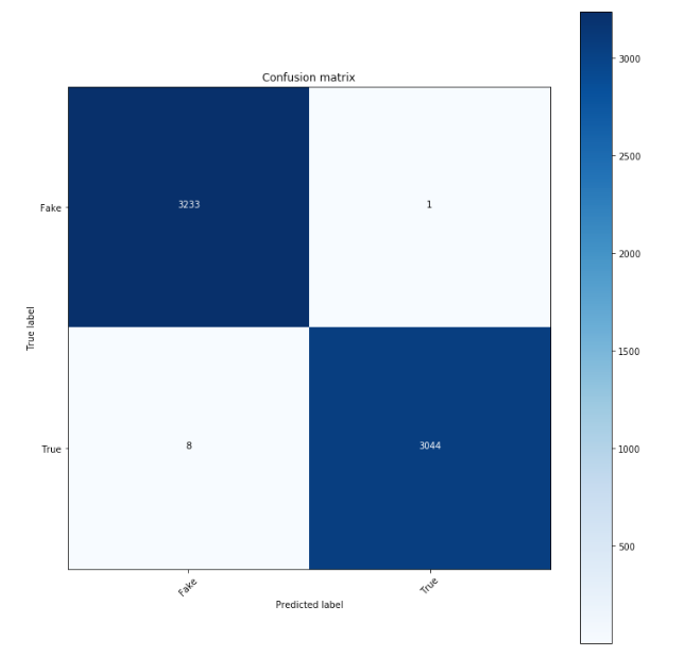 Confusion matrix
3000
2500
2000
1500
1000
500
True label
Fake
3233
1
True
8
3044
Fake
True
Predicted label